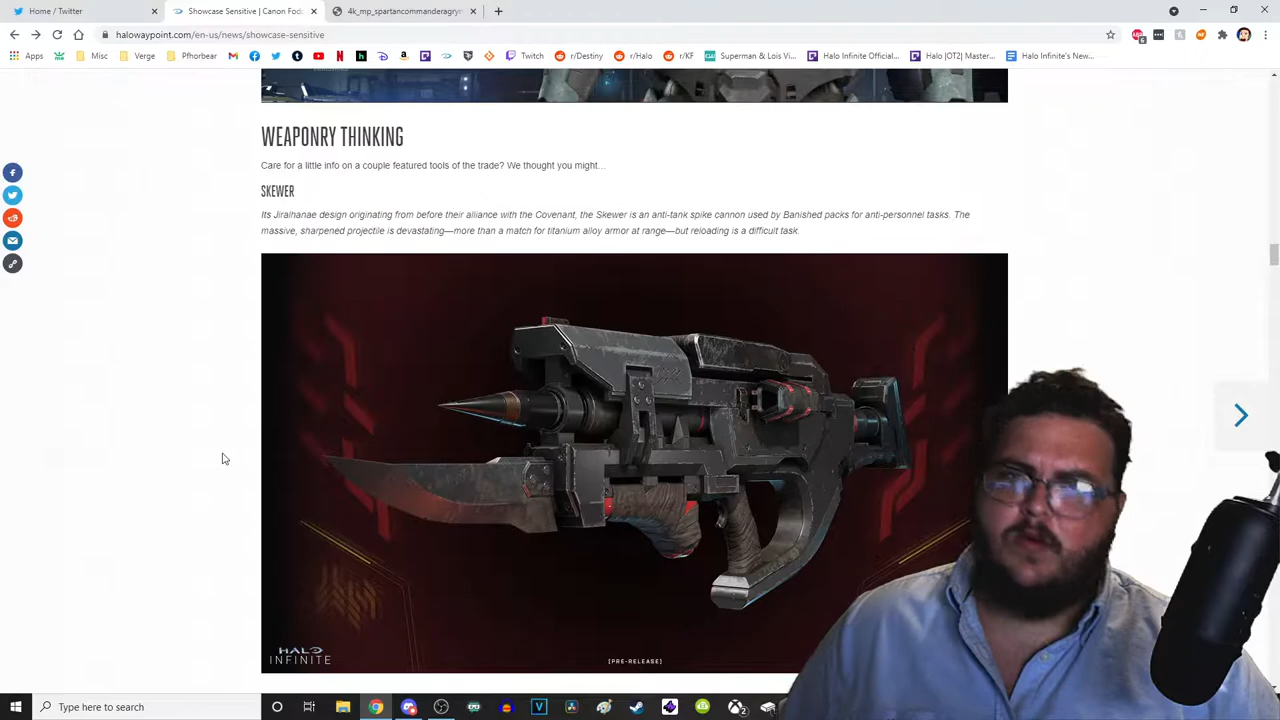 Home / Twitter
Showcase Sensitive | Canon Fod
4k_mp_spartancommanderagryn
halowaypoint.com/en-us/news/showcase-sensitive
Apps
Misc
Verge
Pfhorbear
Twitch
r/Destiny
r/Halo
r/KF
Superman & Lois Vi...
Halo Infinite Official...
Halo |OT2| Master...
Halo Infinite's New...
WEAPONRY THINKING
Care for a little info on a couple featured tools of the trade? We thought you might…
SKEWER
Its Jiralhanae design originating from before their alliance with the Covenant, the Skewer is an anti-tank spike cannon used by Banished packs for anti-personnel tasks. The
massive, sharpened projectile is devastating—more than a match for titanium alloy armor at range—but reloading is a difficult task.
HALO
INFINITE
[PRE-RELEASE]
Type here to search